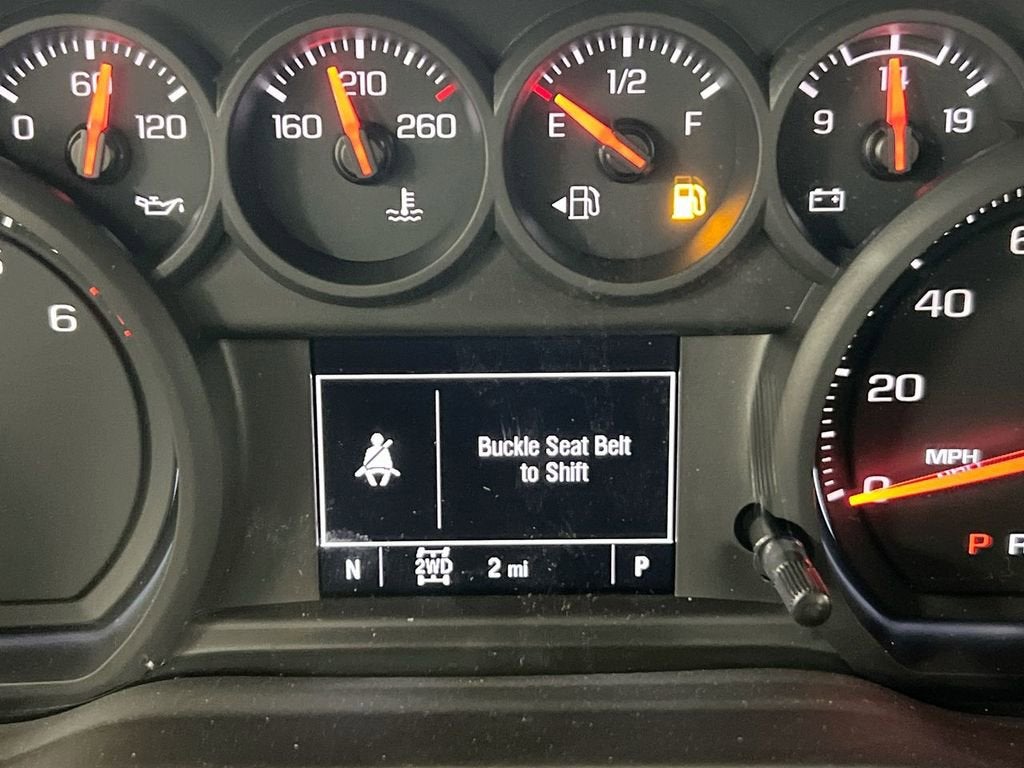 0 60 120
160 210 260
E 1/2 F
9 14 19
6
40
20
MPH
0
Buckle Seat Belt
to Shift
N 2WD 2 mi P
P